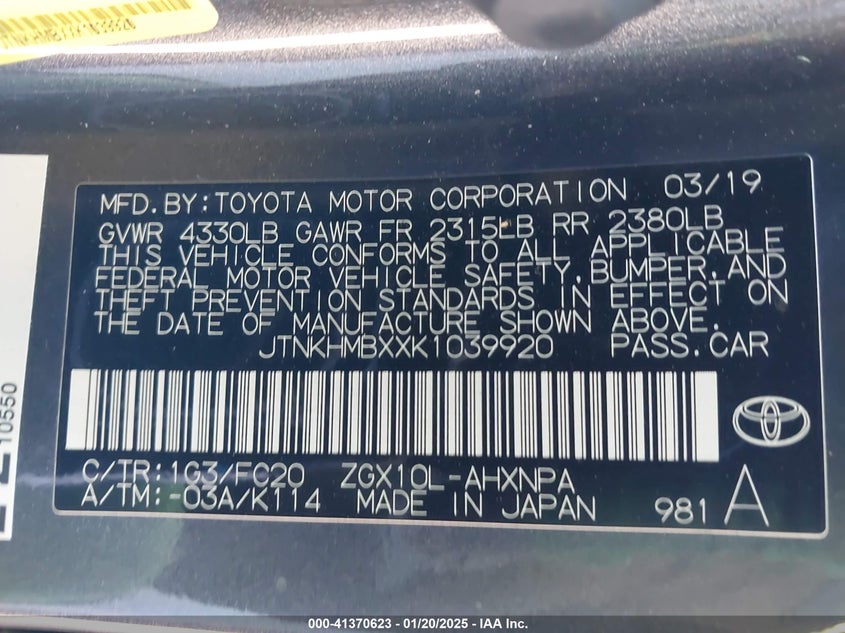 MFD.BY:TOYOTA MOTOR CORPORATION 03/19
GVWR 4330LB GAWR FR 2315LB RR 2380LB
THIS VEHICLE CONFORMS TO ALL APPLICABLE
FEDERAL MOTOR VEHICLE SAFETY,BUMPER,AND
THEFT PREVENTION STANDARDS IN EFFECT ON
THE DATE OF MANUFACTURE SHOWN ABOVE.
JTNKHMBXXK1039920 PASS.CAR
C/TR:1G3/FC20 ZGX10L-AHXNPA
A/TM:-03A/K114 MADE IN JAPAN 981 A
10550
000-41370623 - 01/20/2025 - IAA Inc.